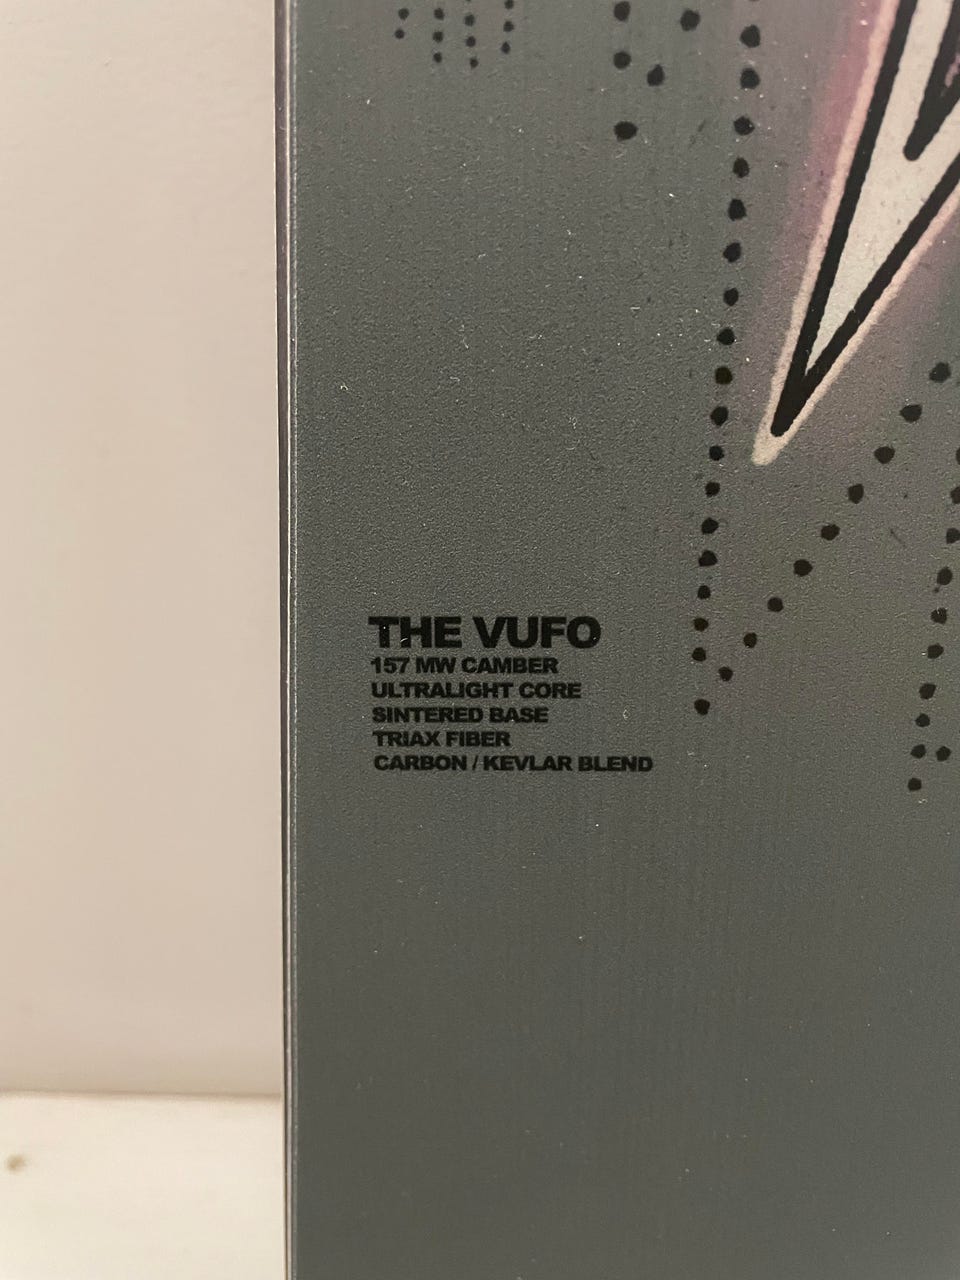 THE VUFO
157 MW CAMBER
ULTRALIGHT CORE
SINTERED BASE
TRIAX FIBER
CARBON / KEVLAR BLEND